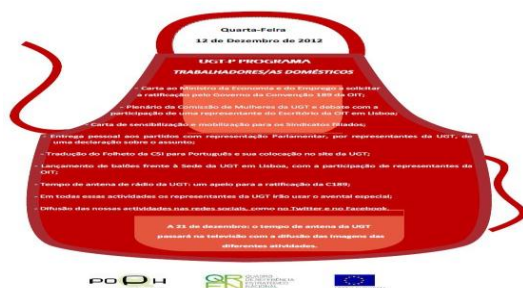 Quarta-Feira
12 de Dezembro de 2012
UGT-P PROGRAMA
TRABALHADORES/AS DOMÉSTICOS
- Carta ao Ministro da Economia e do Emprego a solicitar
a ratificação pelo Governo da Convenção 189 da OIT;
- Plenário da Comissão de Mulheres da UGT e debate com a
participação de uma representante do Escritório da OIT em Lisboa;
- Carta de sensibilização e mobilização para os Sindicatos filiados;
- Entrega pessoal aos partidos com representação Parlamentar, por representantes da UGT, de
uma declaração sobre o assunto;
- Tradução do Folheto da CSI para Português e sua colocação no site da UGT;
- Lançamento de balões frente à Sede da UGT em Lisboa, com a participação de representantes da
OIT;
- Tempo de antena de rádio da UGT: um apelo para a ratificação da C189;
- Em todas essas actividades os representantes da UGT irão usar o avental especial;
- Difusão das nossas actividades nas redes sociais, como no Twitter e no Facebook.
A 21 de dezembro: o tempo de antena da UGT
passará na televisão com a difusão das imagens das
diferentes atividades.
POPH
QREN
QUADRO
DE REFERÊNCIA
ESTRATÉGICO
NACIONAL